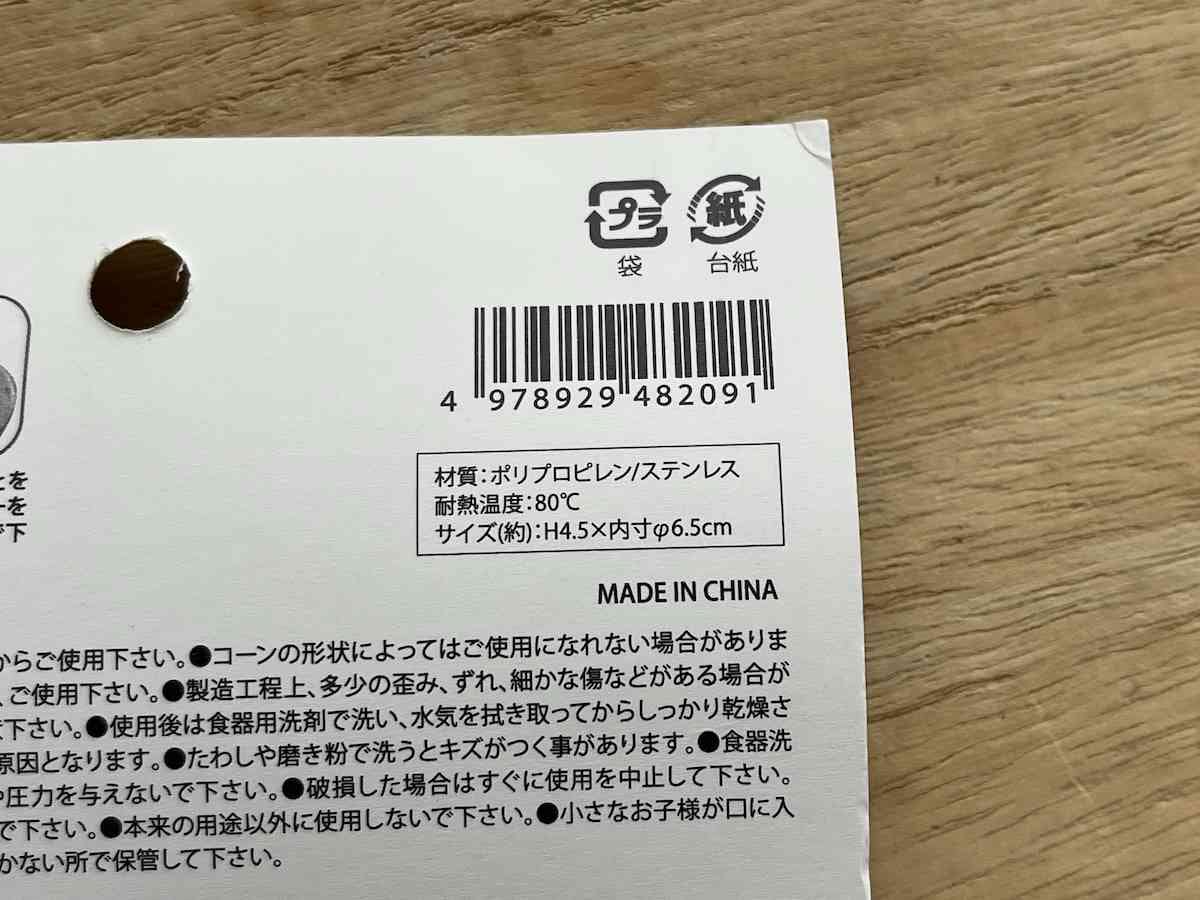 プラ 紙
袋 台紙
4 978929 482091
材質:ポリプロピレン/ステンレス
耐熱温度:80℃
サイズ(約):H4.5×内寸φ6.5cm
MADE IN CHINA
とを
ーを
で下
からご使用下さい。●コーンの形状によってはご使用になれない場合がありま
、ご使用下さい。●製造工程上、多少の歪み、ずれ、細かな傷などがある場合が
下さい。●使用後は食器用洗剤で洗い、水気を拭き取ってからしっかり乾燥さ
原因となります。●たわしや磨き粉で洗うとキズがつく事があります。●食器洗
や圧力を与えないで下さい。●破損した場合はすぐに使用を中止して下さい。
で下さい。●本来の用途以外に使用しないで下さい。●小さなお子様が口に入
かない所で保管して下さい。